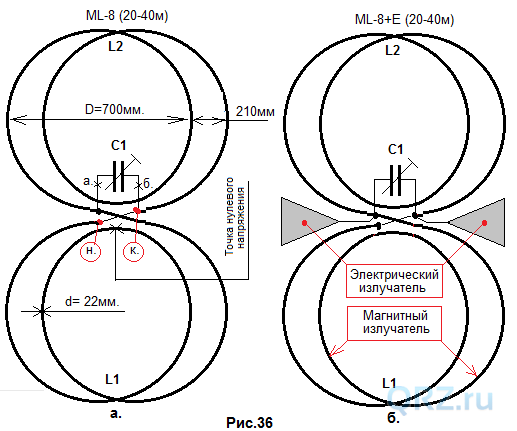 ML-8 (20-40м)
ML-8+E (20-40м)
L2
L2
D=700мм.
210мм
C1
C1
а.
б.
н.
к.
Точка нулевого
напряжения
Электрический
излучатель
d= 22мм.
Магнитный
излучатель
L1
L1
а.
Рис.36
б.
QRZ.ru